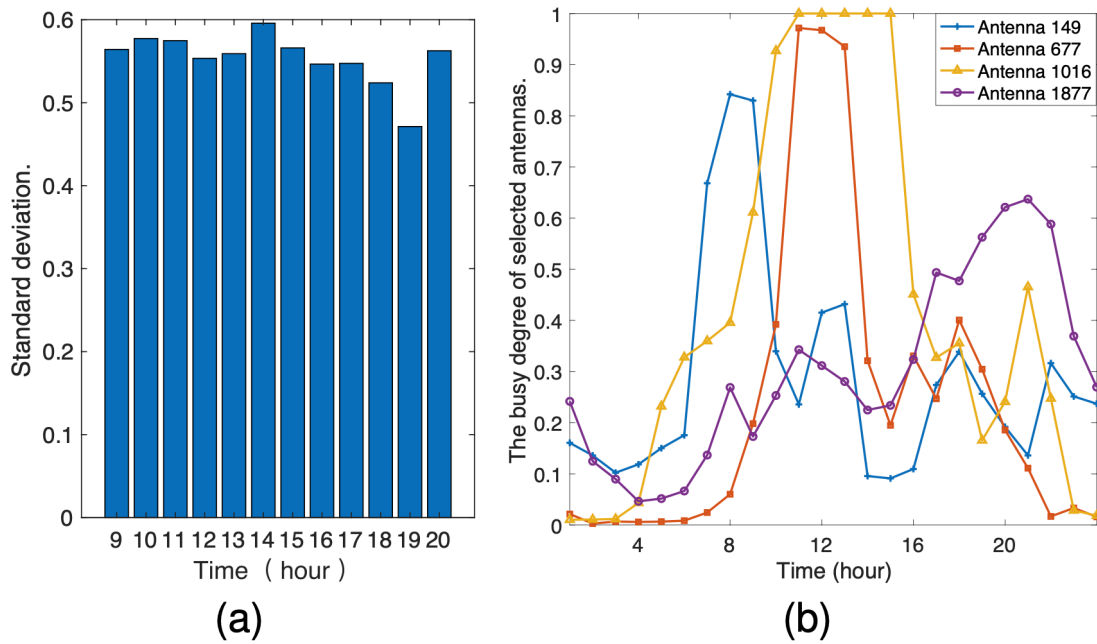 Standard deviation.
0.6
0.5
0.4
0.3
0.2
0.1
0
9 10 11 12 13 14 15 16 17 18 19 20
Time ( hour )
(a)
The busy degree of selected antennas.
1
0.9
0.8
0.7
0.6
0.5
0.4
0.3
0.2
0.1
0
Antenna 149
Antenna 677
Antenna 1016
Antenna 1877
4 8 12 16 20
Time (hour)
(b)